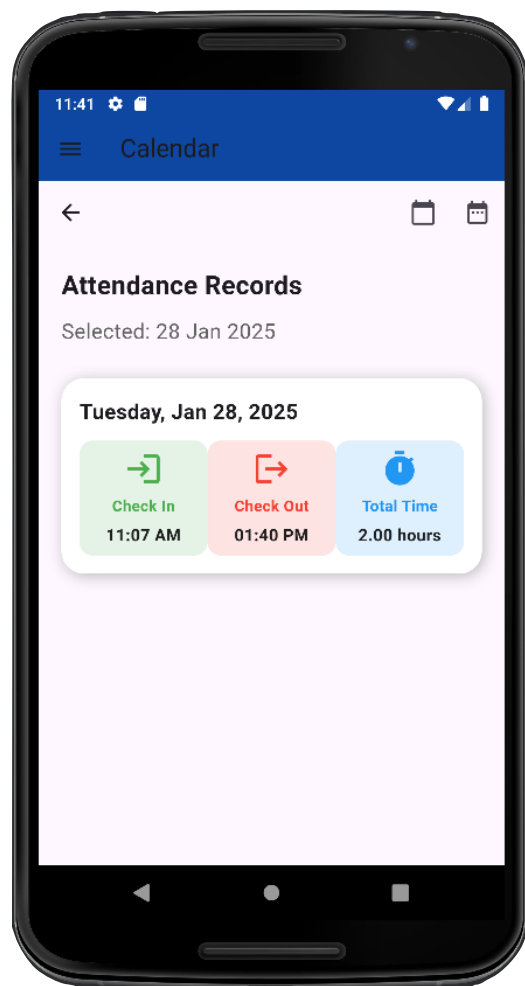 11:41
Calendar
Attendance Records
Selected: 28 Jan 2025
Tuesday, Jan 28, 2025
Check In
Check Out
Total Time
11:07 AM
01:40 PM
2.00 hours